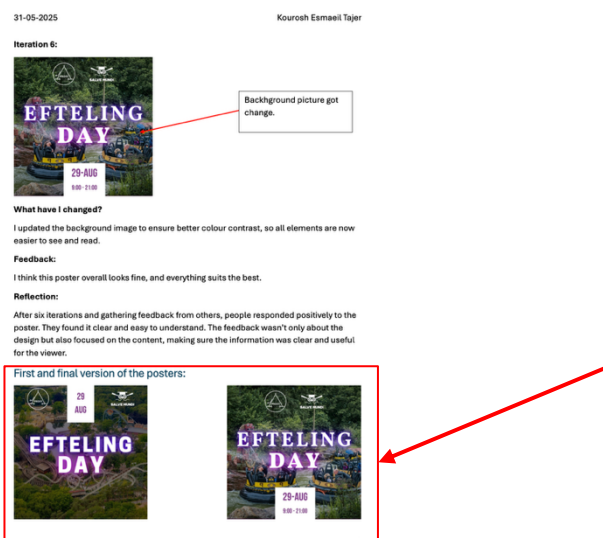 31-05-2025 Kourosh Esmaeil Tajer
Iteration 6:
SALVE MUNDI
EFTELING
DAY
29-AUG
9:00 - 21:00
Backhground picture got
change.
What have I changed?
I updated the background image to ensure better colour contrast, so all elements are now
easier to see and read.
Feedback:
I think this poster overall looks fine, and everything suits the best.
Reflection:
After six iterations and gathering feedback from others, people responded positively to the
poster. They found it clear and easy to understand. The feedback wasn't only about the
design but also focused on the content, making sure the information was clear and useful
for the viewer.
First and final version of the posters:
29
AUG
SALVE MUNDI
EFTELING
DAY
SALVE MUNDI
EFTELING
DAY
29-AUG
9:00 - 21:00